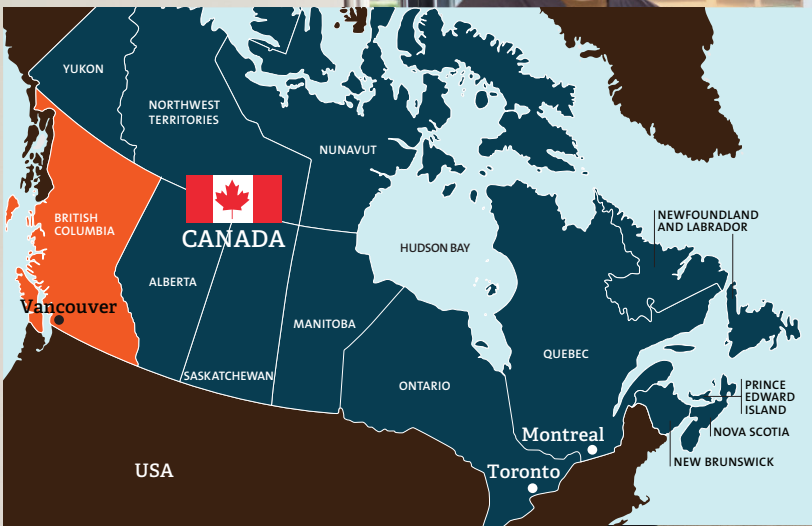 YUKON
NORTHWEST
TERRITORIES
NUNAVUT
BRITISH
COLUMBIA
CANADA
NEWFOUNDLAND
AND LABRADOR
HUDSON BAY
ALBERTA
Vancouver
MANITOBA
QUEBEC
SASKATCHEWAN
ONTARIO
PRINCE
EDWARD
ISLAND
NOVA SCOTIA
Montreal
NEW BRUNSWICK
USA
Toronto